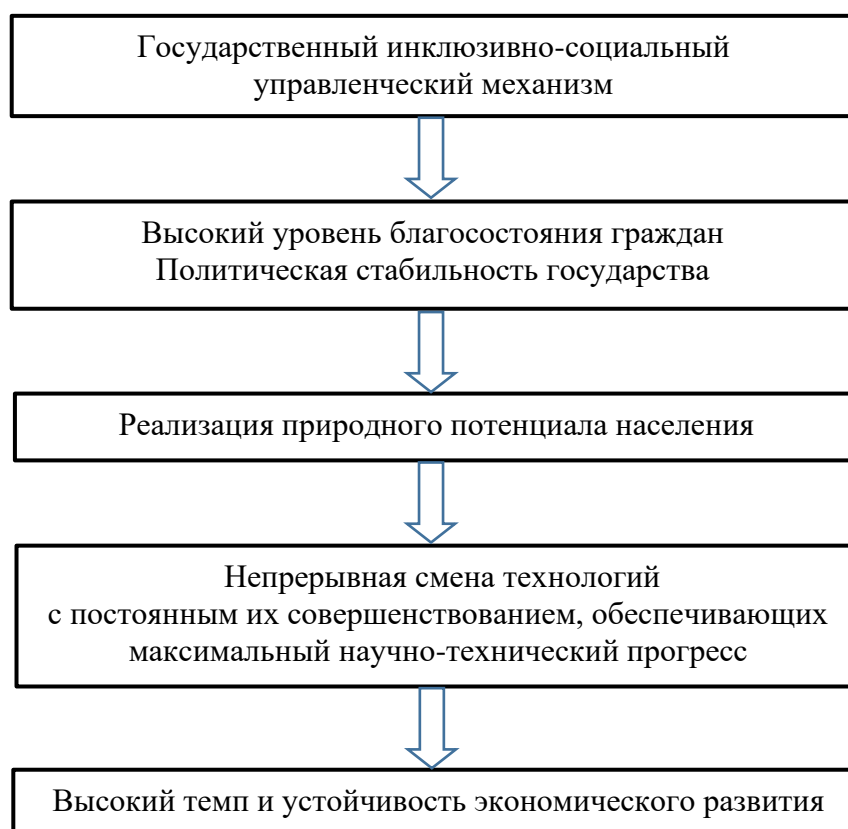 Государственный инклюзивно-социальный
управленческий механизм
Высокий уровень благосостояния граждан
Политическая стабильность государства
Реализация природного потенциала населения
Непрерывная смена технологий
с постоянным их совершенствованием, обеспечивающих
максимальный научно-технический прогресс
Высокий темп и устойчивость экономического развития